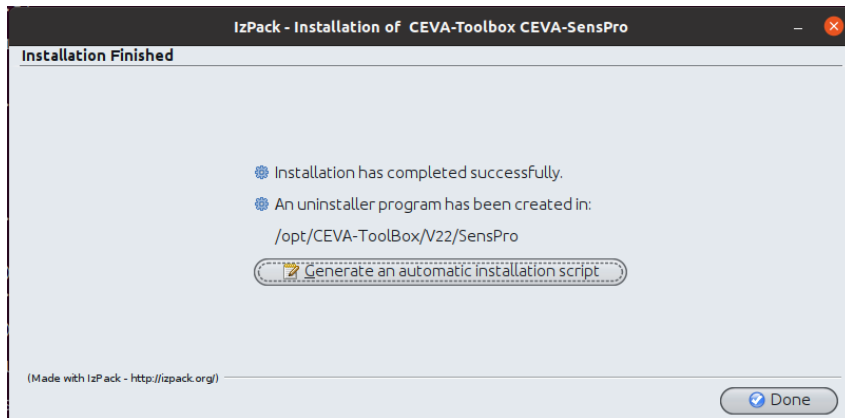 IzPack - Installation of CEVA-Toolbox CEVA-SensPro
Installation Finished
Installation has completed successfully.
An uninstaller program has been created in:
/opt/CEVA-ToolBox/V22/SensPro
Generate an automatic installation script
(Made with IzPack - http://izpack.org/)
Done